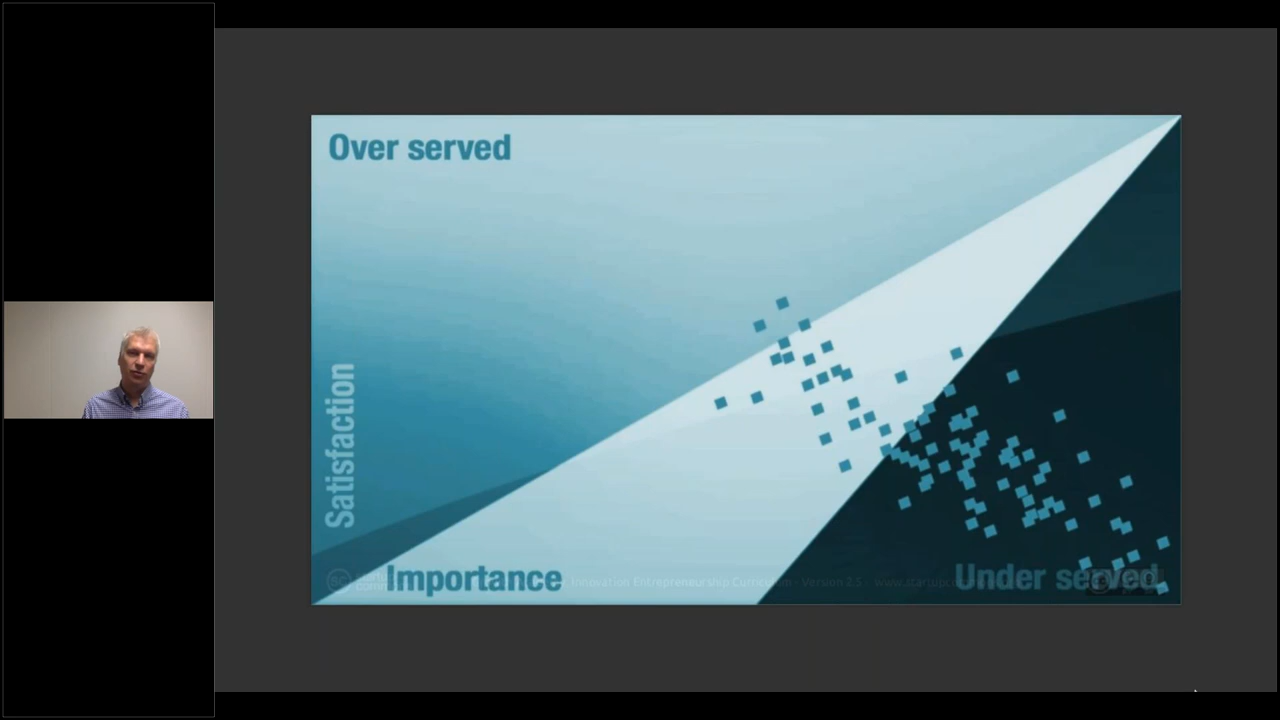 Over served
Satisfaction
Importance
Innovation Entrepreneurship Curriculum - Version 2.5 -
Under served